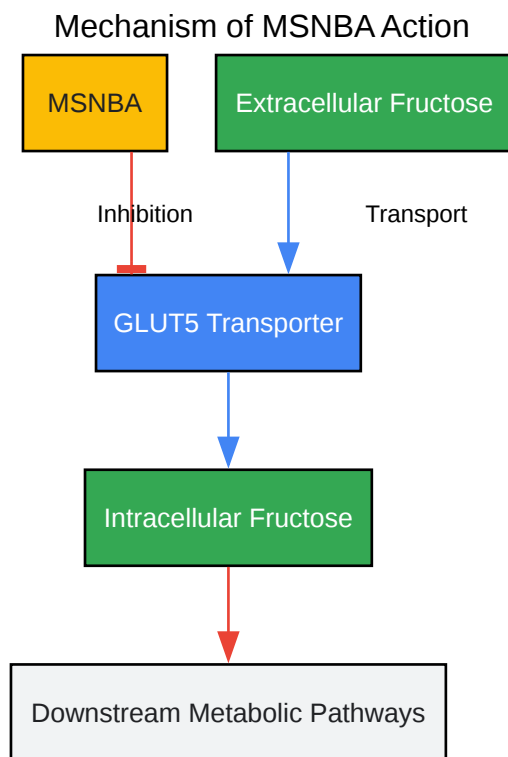 Mechanism of MSNBA Action
MSNBA
Extracellular Fructose
Inhibition
Transport
GLUT5 Transporter
Intracellular Fructose
Downstream Metabolic Pathways